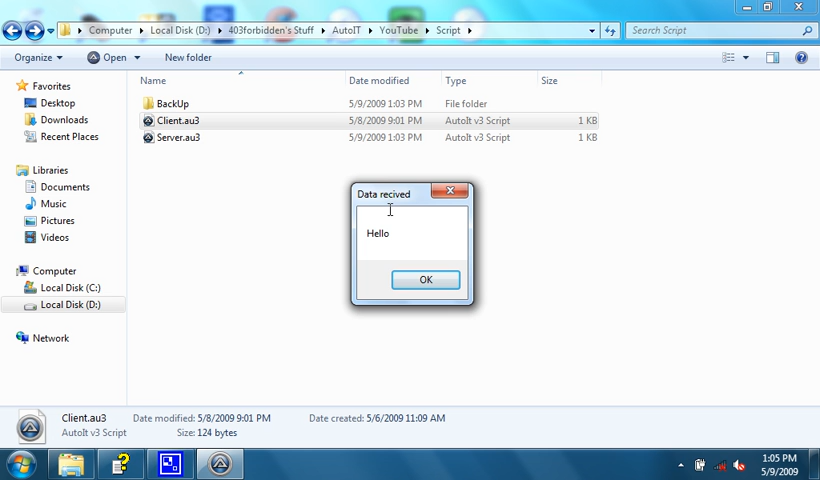 Computer ▸ Local Disk (D:) ▸ 403forbidden's Stuff ▸ AutoIT ▸ YouTube ▸ Script ▸
Search Script
Organize Open New folder
Name Date modified Type Size
Favorites
Desktop
Downloads
Recent Places
Libraries
Documents
Music
Pictures
Videos
Computer
Local Disk (C:)
Local Disk (D:)
Network
BackUp 5/9/2009 1:03 PM File folder
Client.au3 5/8/2009 9:01 PM AutoIt v3 Script 1 KB
Server.au3 5/9/2009 1:03 PM AutoIt v3 Script 1 KB
Data recived
Hello
OK
Client.au3 Date modified: 5/8/2009 9:01 PM Date created: 5/6/2009 11:09 AM
AutoIt v3 Script Size: 124 bytes
1:05 PM
5/9/2009